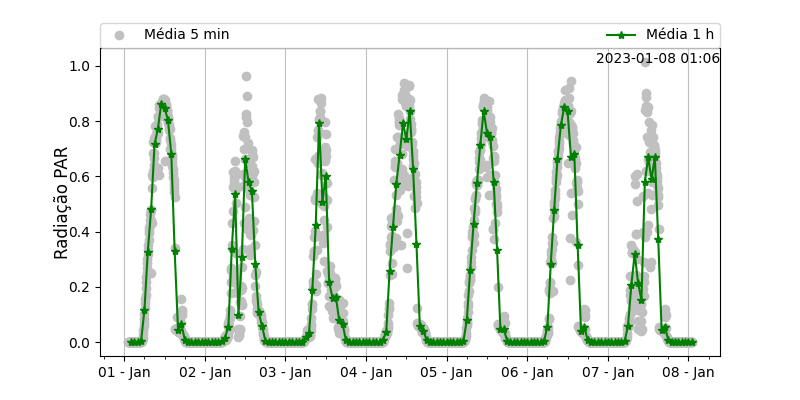 Média 5 min
Média 1 h
2023-01-08 01:06
Radiação PAR
1.0
0.8
0.6
0.4
0.2
0.0
01 - Jan
02 - Jan
03 - Jan
04 - Jan
05 - Jan
06 - Jan
07 - Jan
08 - Jan